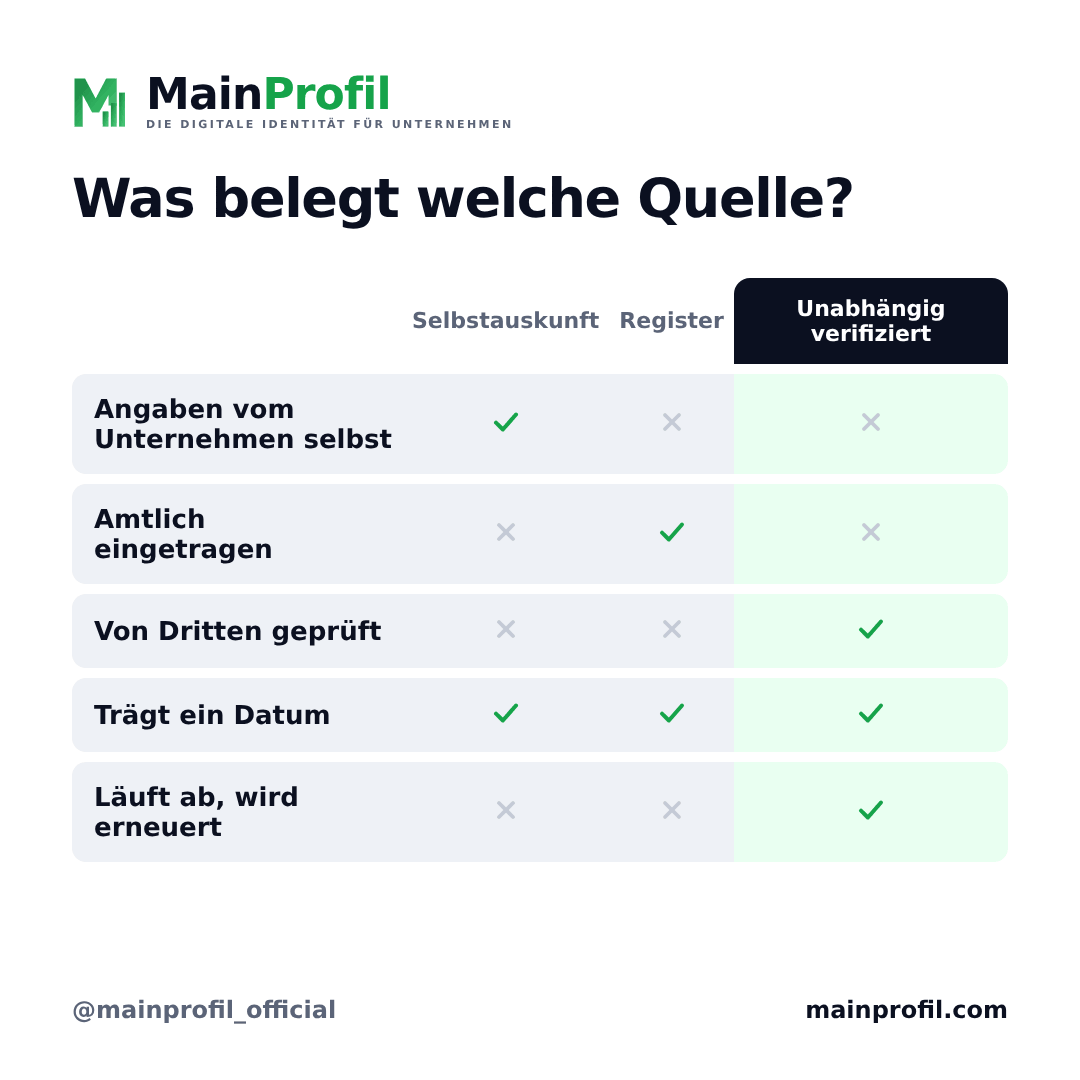 MainProfil
DIE DIGITALE IDENTITÄT FÜR UNTERNEHMEN
Was belegt welche Quelle?
Selbstauskunft Register Unabhängig
verifiziert
Angaben vom
Unternehmen selbst
Amtlich
eingetragen
Von Dritten geprüft
Trägt ein Datum
Läuft ab, wird
erneuert
@mainprofil_official
mainprofil.com